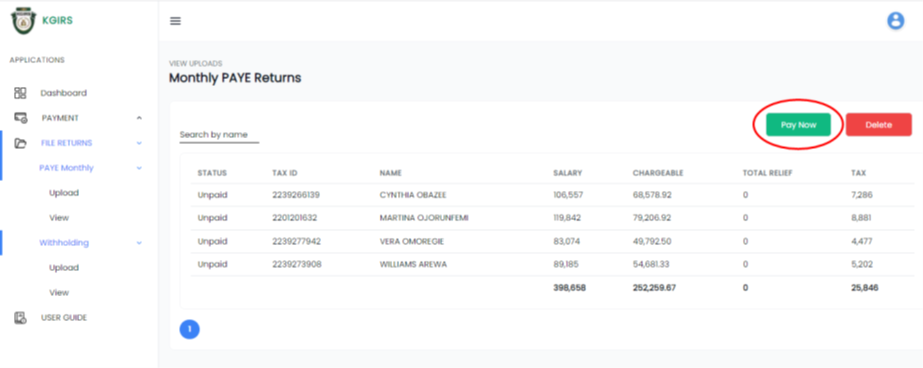 KGIRS
APPLICATIONS
Dashboard
PAYMENT
FILE RETURNS
PAYE Monthly
Upload
View
Withholding
Upload
View
USER GUIDE
VIEW UPLOADS
Monthly PAYE Returns
Pay Now Delete
Search by name
STATUS TAX ID NAME SALARY CHARGEABLE TOTAL RELIEF TAX
Unpaid 2239266139 CYNTHIA OBAZEE 106,557 68,578.92 0 7,286
Unpaid 2201201632 MARTINA OJORUNFEMI 119,842 79,206.92 0 8,881
Unpaid 2239277942 VERA OMOREGIE 83,074 49,792.50 0 4,477
Unpaid 2239273908 WILLIAMS AREWA 89,185 54,681.33 0 5,202
398,658 252,259.67 0 25,846
1